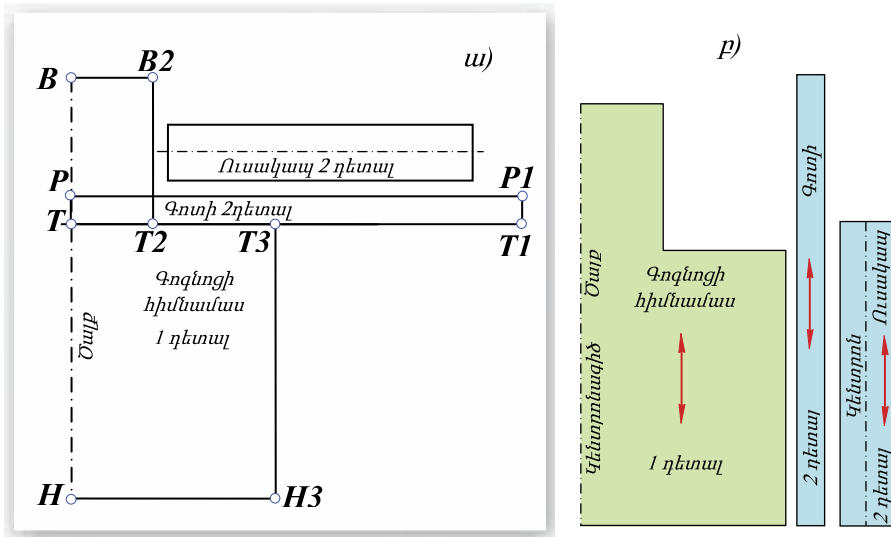 ա)
B
B2
Ուսակապ 2 դետալ
P
P1
Գոտի 2դետալ
T
T2
T3
T1
Գոգնոցի
հիմնամաս
1 դետալ
Ծալք
H
H3
բ)
Ծալք
Կենտրոնագիծ
Գոգնոցի
հիմնամաս
1 դետալ
Գոտի
2 դետալ
Կենտրոն
Ուսակապ
2 դետալ